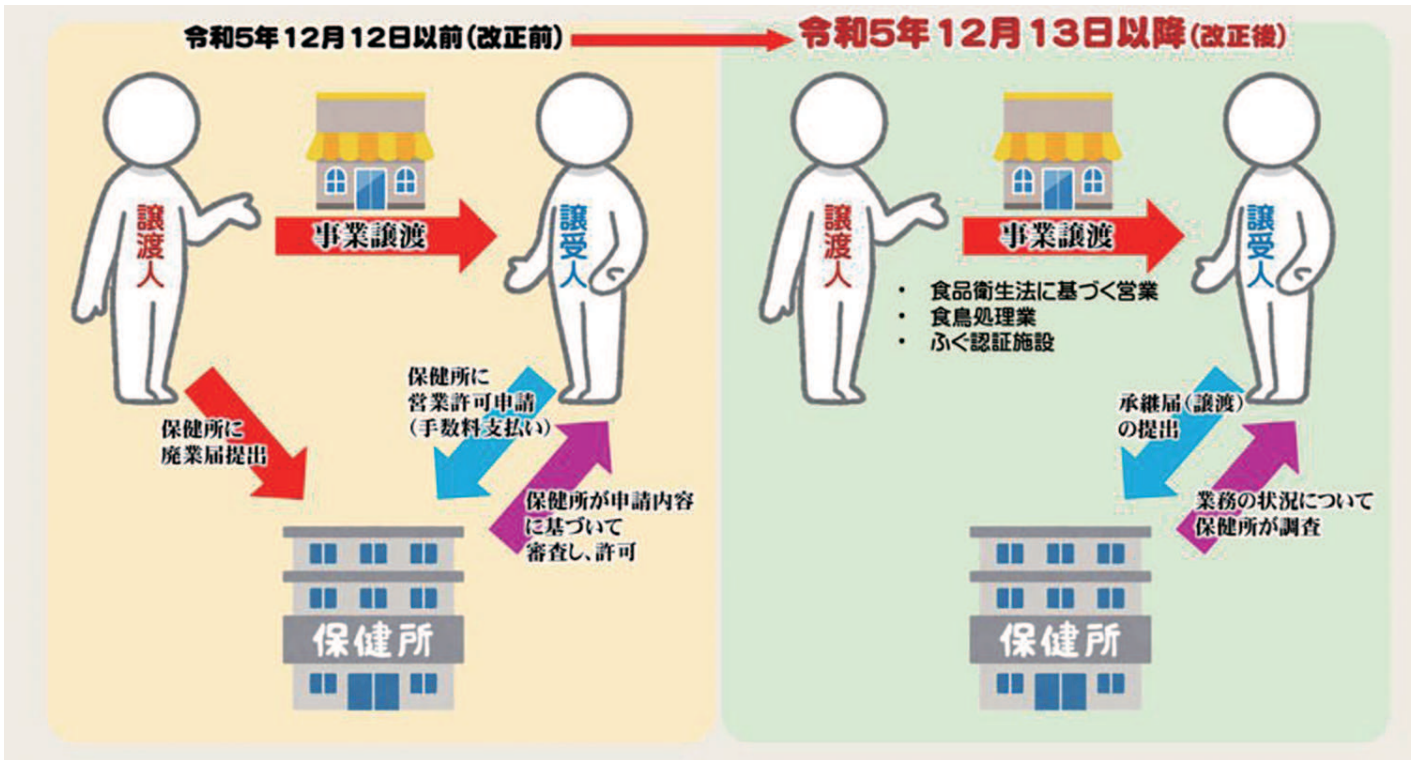 令和5年12月12日以前(改正前)
譲渡人
事業譲渡
譲受人
保健所に
廃業届提出
保健所に
営業許可申請
(手数料支払い)
保健所が申請内容
に基づいて
審査し、許可
保健所
令和5年12月13日以降(改正後)
譲渡人
事業譲渡
譲受人
・ 食品衛生法に基づく営業
・ 食鳥処理業
・ ふぐ認証施設
承継届(譲渡)
の提出
業務の状況について
保健所が調査
保健所